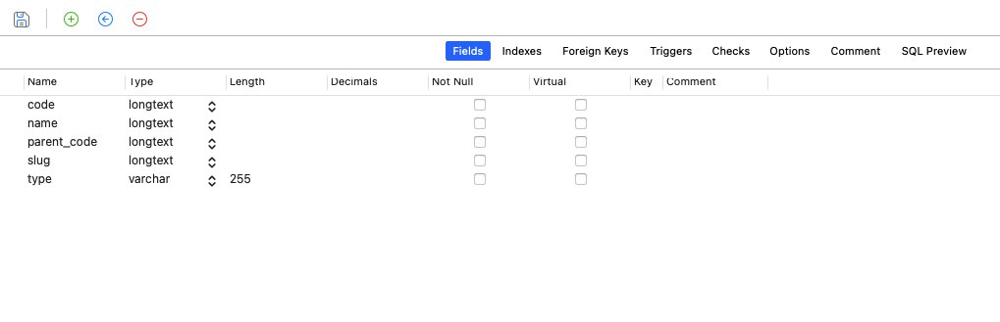 Fields Indexes Foreign Keys Triggers Checks Options Comment SQL Preview
Name Type Length Decimals Not Null Virtual Key Comment
code longtext
name longtext
parent_code longtext
slug longtext
type varchar 255